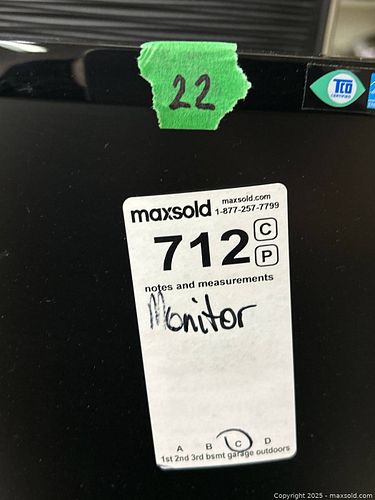 22
TCO
CERTIFIED
maxsold maxsold.com
1-877-257-7799
712 C
P
notes and measurements
Monitor
A B C D
1st 2nd 3rd bsmt garage outdoors
Copyright 2025 - maxsold.com